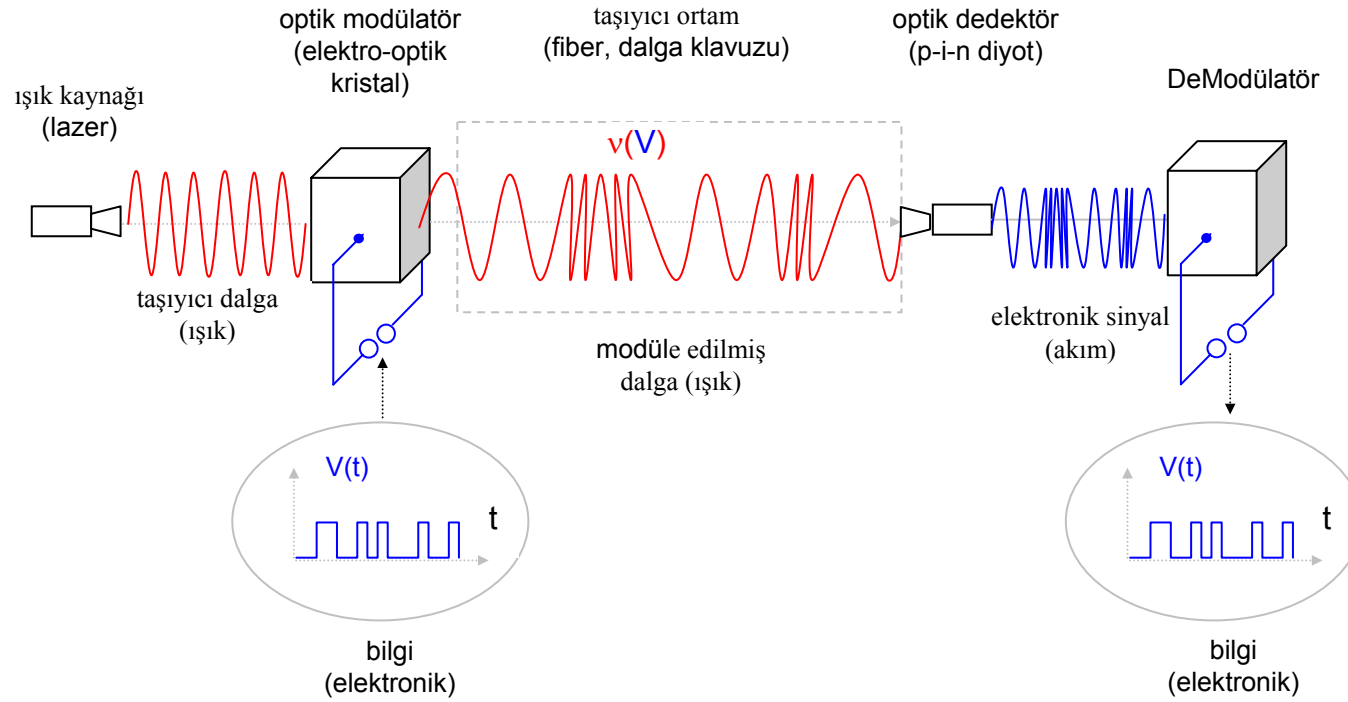 optik modülatör
(elektro-optik
kristal)
taşıyıcı ortam
(fiber, dalga klavuzu)
optik dedektör
(p-i-n diyot)
DeModülatör
ışık kaynağı
(lazer)
ν(V)
taşıyıcı dalga
(ışık)
modüle edilmiş
dalga (ışık)
elektronik sinyal
(akım)
V(t)
t
bilgi
(elektronik)
V(t)
t
bilgi
(elektronik)